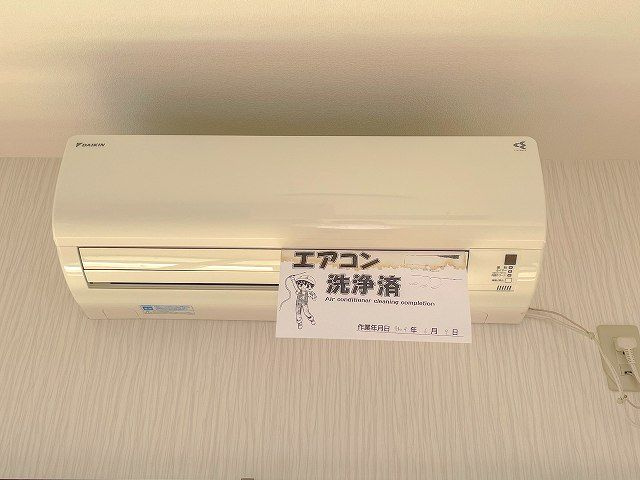 DAIKIN
エアコン
洗浄済
Air conditioner cleaning completion
作業年月日 年 月 日